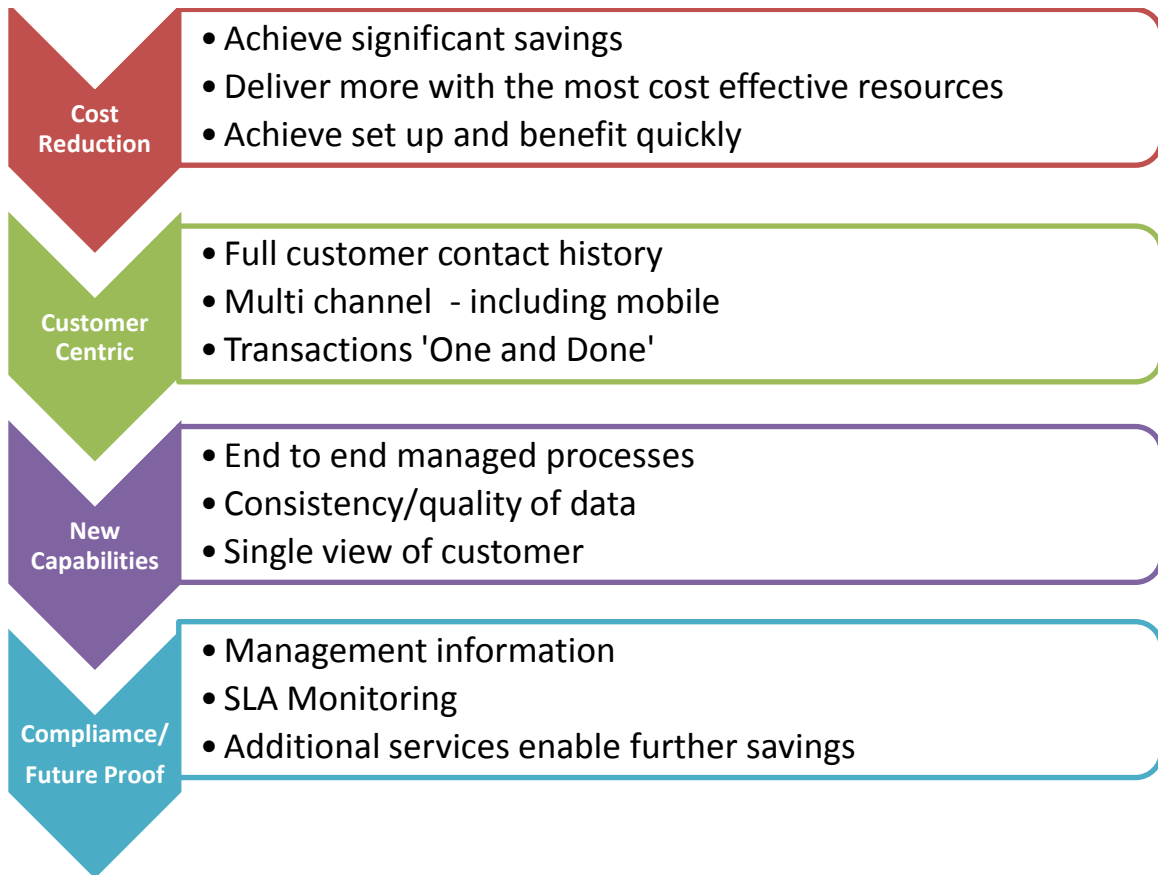 Cost
Reduction
• Achieve significant savings
• Deliver more with the most cost effective resources
• Achieve set up and benefit quickly
Customer
Centric
• Full customer contact history
• Multi channel  - including mobile
• Transactions 'One and Done'
New
Capabilities
• End to end managed processes
• Consistency/quality of data
• Single view of customer
Compliamce/
Future Proof
• Management information
• SLA Monitoring
• Additional services enable further savings